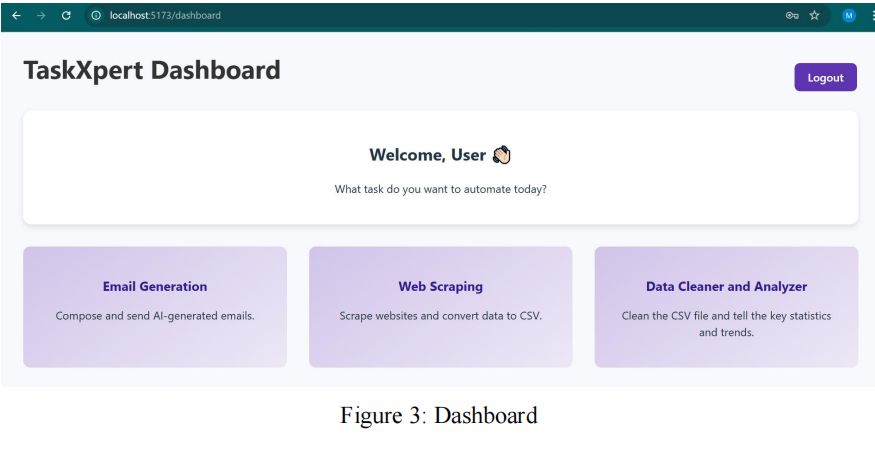 localhost:5173/dashboard
M
TaskXpert Dashboard
Logout
Welcome, User 👋🏻
What task do you want to automate today?
Email Generation
Compose and send AI-generated emails.
Web Scraping
Scrape websites and convert data to CSV.
Data Cleaner and Analyzer
Clean the CSV file and tell the key statistics
and trends.
Figure 3: Dashboard